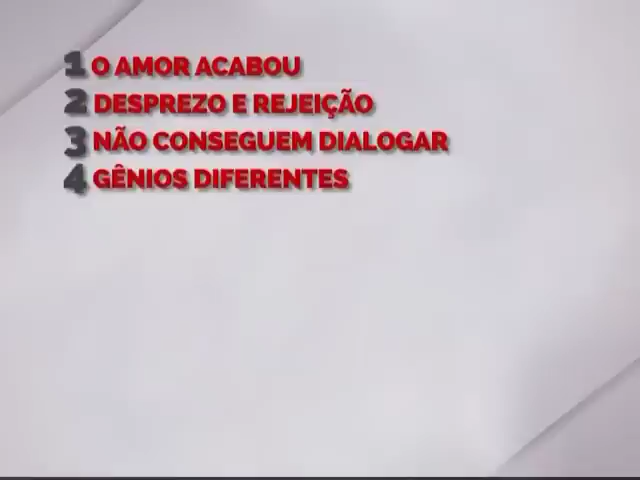 1 O AMOR ACABOU
2 DESPREZO E REJEIÇÃO
3 NÃO CONSEGUEM DIALOGAR
4 GÊNIOS DIFERENTES